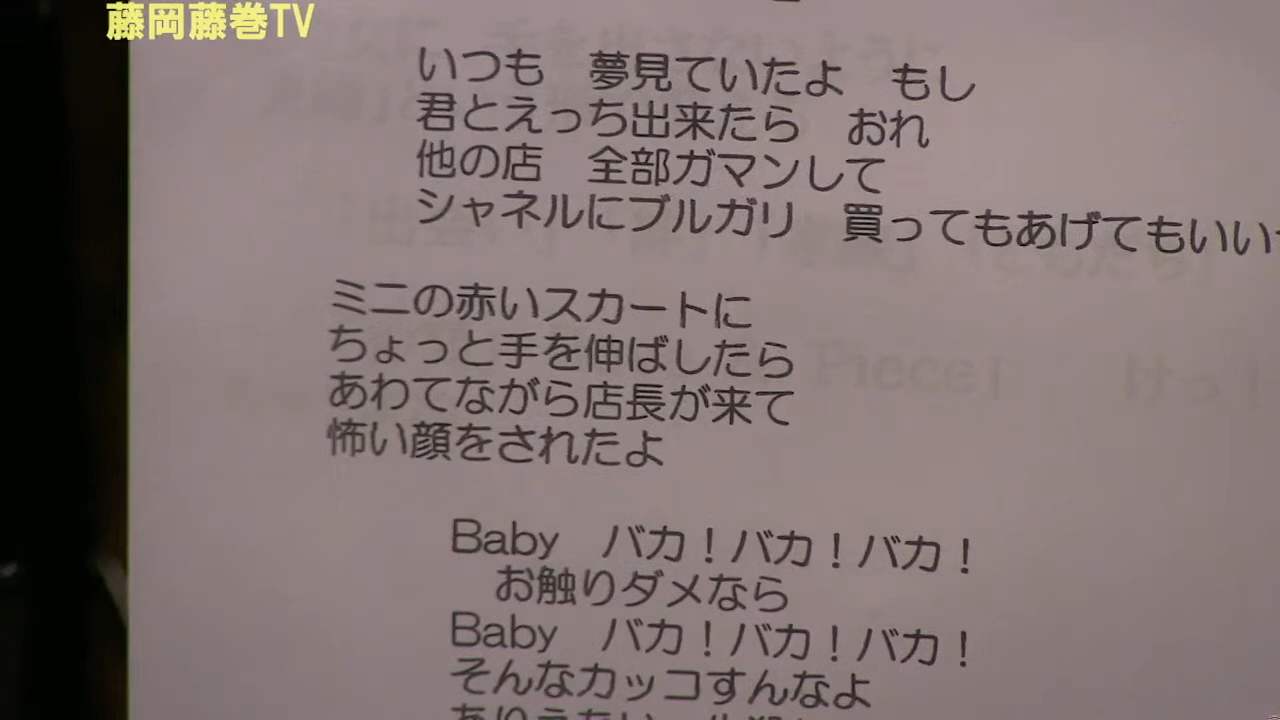 藤岡藤巻TV
いつも　夢見ていたよ　もし
君とえっち出来たら　おれ
他の店　全部ガマンして
シャネルにブルガリ　買ってもあげてもいい
ミニの赤いスカートに
ちょっと手を伸ばしたら
あわてながら店長が来て
怖い顔をされたよ
Baby　バカ！バカ！バカ！
お触りダメなら
Baby　バカ！バカ！バカ！
そんなカッコすんなよ